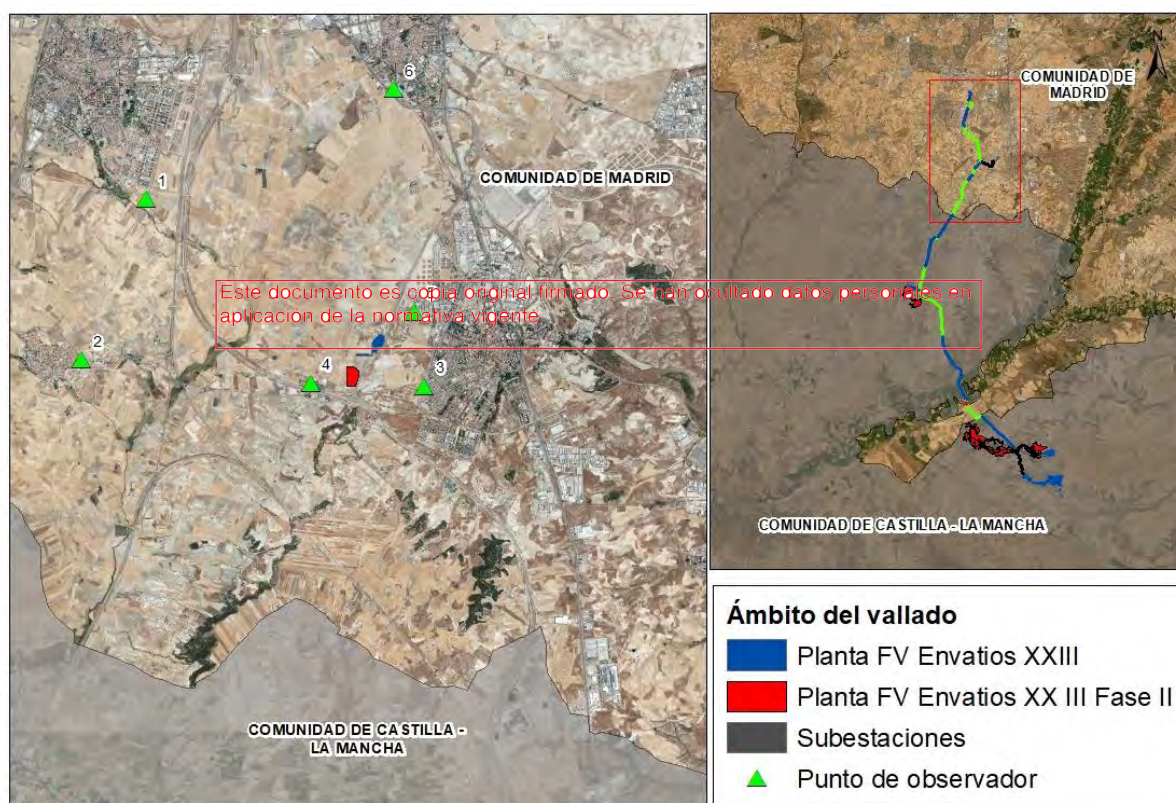 6
1
COMUNIDAD DE MADRID
Este documento es copia original firmado. Se han ocultado datos personales en
aplicación de la normativa vigente
5
2
4
3
COMUNIDAD DE CASTILLA -
LA MANCHA
N
COMUNIDAD DE
MADRID
COMUNIDAD DE CASTILLA - LA MANCHA
Ámbito del vallado
Planta FV Envatios XXIII
Planta FV Envatios XX III Fase II
Subestaciones
Punto de observador